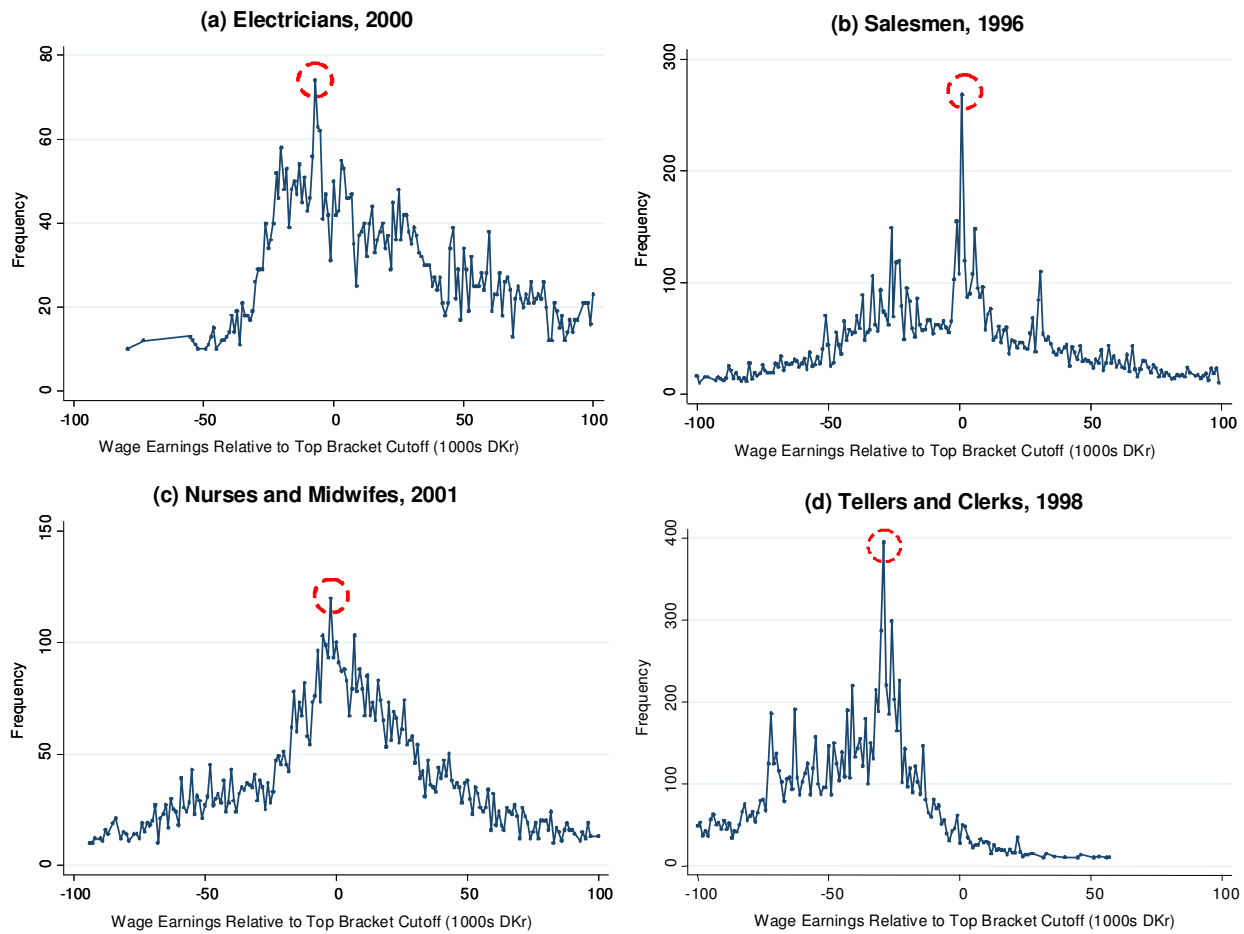 (a) Electricians, 2000
80
60
40
20
0
Frequency
-100 -50 0 50 100
Wage Earnings Relative to Top Bracket Cutoff (1000s DKr)
(b) Salesmen, 1996
300
200
100
0
Frequency
-100 -50 0 50 100
Wage Earnings Relative to Top Bracket Cutoff (1000s DKr)
(c) Nurses and Midwifes, 2001
150
100
50
0
Frequency
-100 -50 0 50 100
Wage Earnings Relative to Top Bracket Cutoff (1000s DKr)
(d) Tellers and Clerks, 1998
400
300
200
100
0
Frequency
-100 -50 0 50 100
Wage Earnings Relative to Top Bracket Cutoff (1000s DKr)